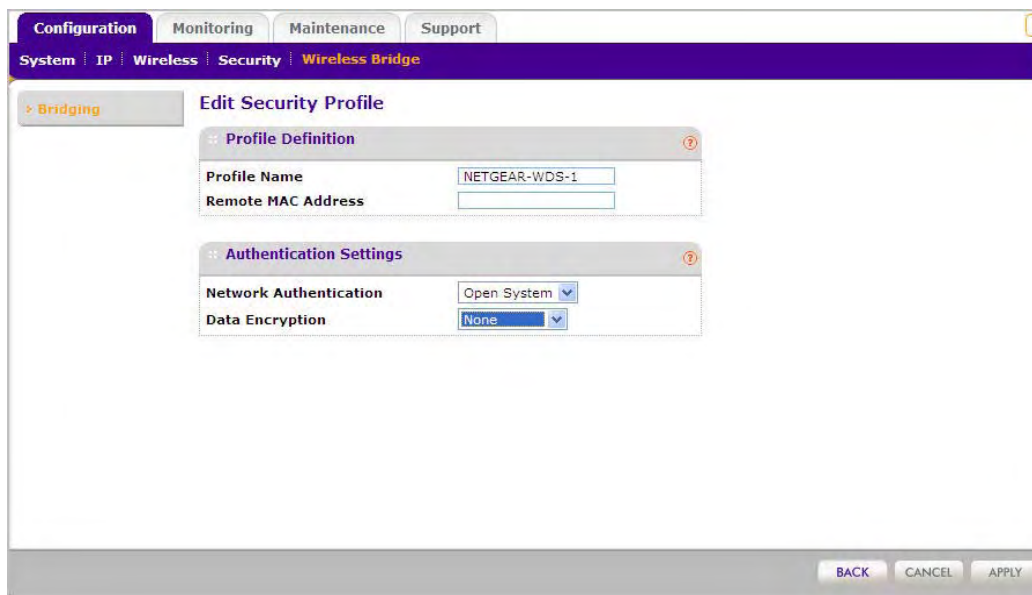 Configuration Monitoring Maintenance Support
System IP Wireless Security Wireless Bridge
Bridging
Edit Security Profile
Profile Definition ?
Profile Name NETGEAR-WDS-1
Remote MAC Address
Authentication Settings ?
Network Authentication Open System
Data Encryption None
BACK CANCEL APPLY